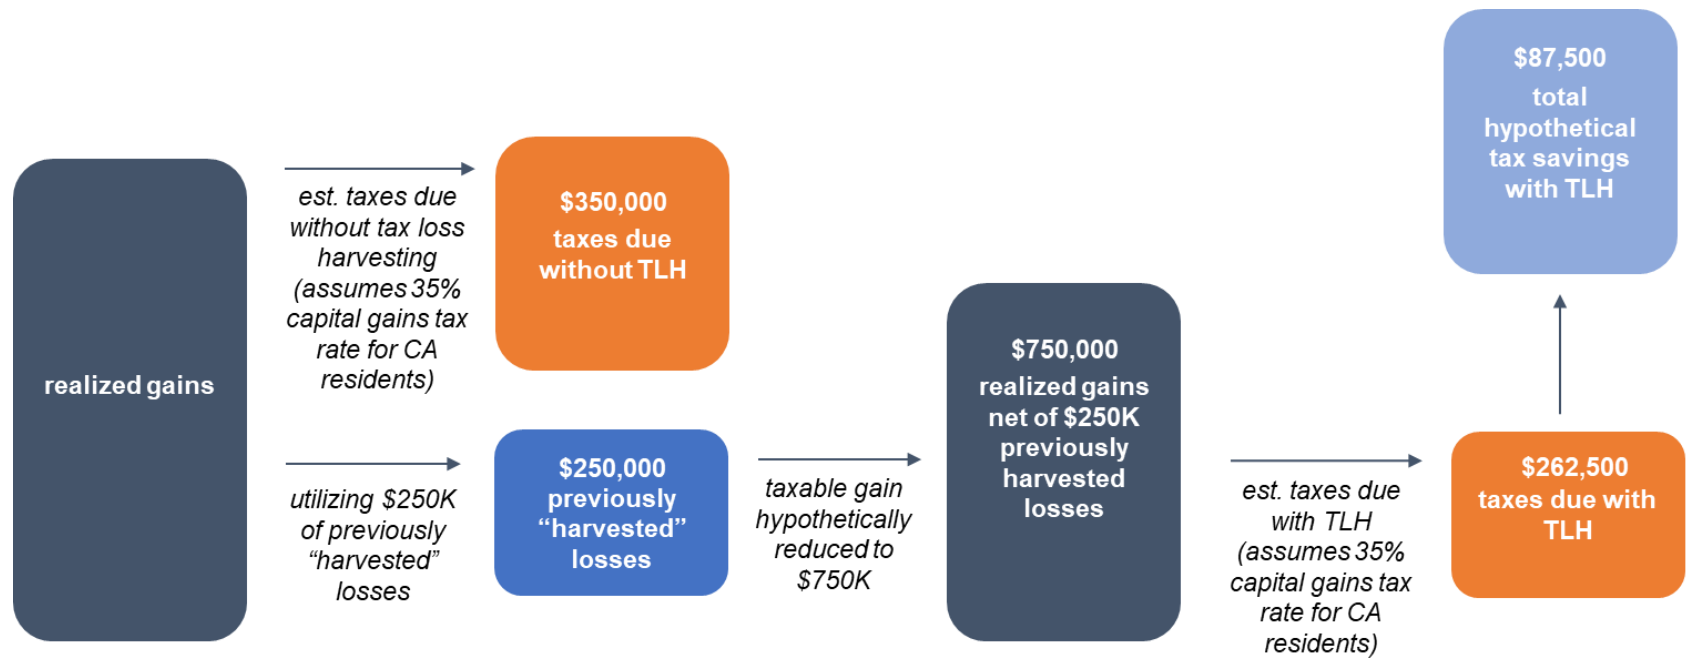 realized gains
est. taxes due
without tax loss
harvesting
(assumes 35%
capital gains tax
rate for CA
residents)
$350,000
taxes due
without TLH
utilizing $250K
of previously
“harvested”
losses
$250,000
previously
“harvested”
losses
taxable gain
hypothetically
reduced to
$750K
$750,000
realized gains
net of $250K
previously
harvested
losses
est. taxes due
with TLH
(assumes 35%
capital gains tax
rate for CA
residents)
$262,500
taxes due with
TLH
$87,500
total
hypothetical
tax savings
with TLH